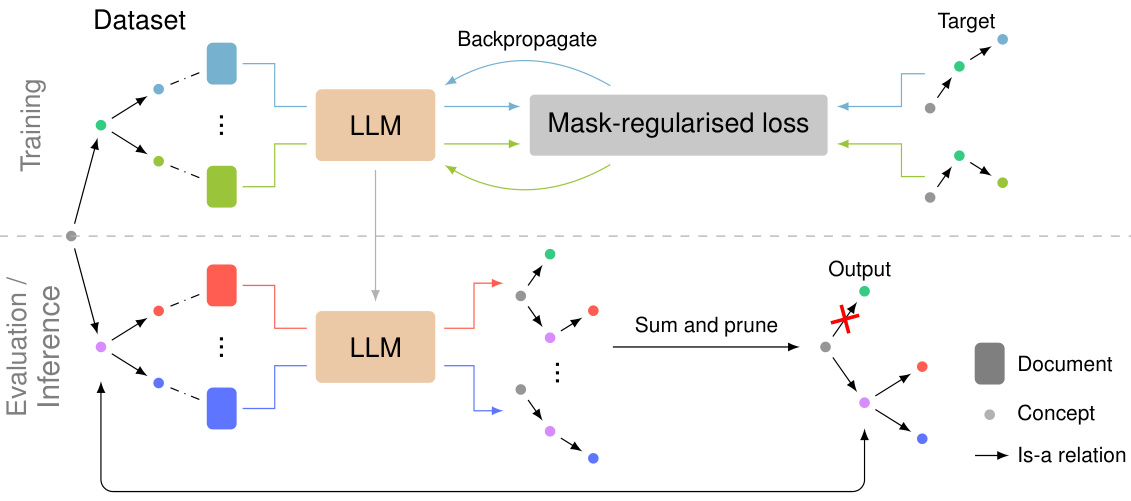 Dataset
Backpropagate
Target
Training
LLM
Mask-regularised loss
Evaluation /
Inference
LLM
Sum and prune
Output
Document
Concept
Is-a relation